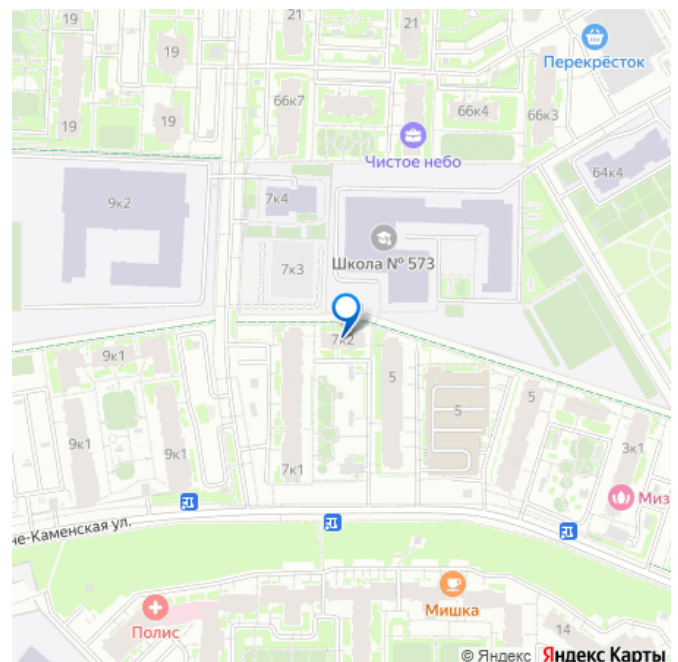 19
21
21
19
Перекрёсток
66к7
66к4
66к3
19
19
Чистое небо
64к4
9к2
7к4
Школа № 573
7к3
7к2
9к1
5
5
5
9к1
9к1
7к1
3к1
Миз
не-Каменская ул.
Мишка
Полис
14
© Яндекс Яндекс Карты